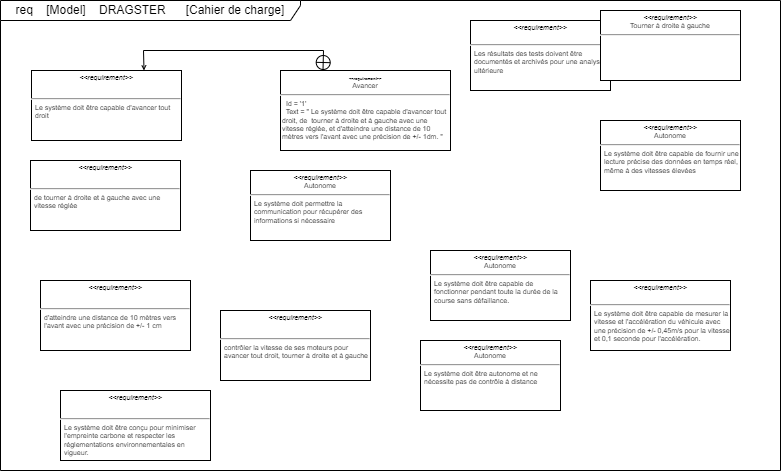 req [Model] DRAGSTER [Cahier de charge]
<<requirement>>
Le système doit être capable d'avancer tout
droit
<<requirement>>
Avancer
Id = '1'
Text = " Le système doit être capable d'avancer tout
droit, de tourner à droite et à gauche avec une
vitesse réglée, et d'atteindre une distance de 10
mètres vers l'avant avec une précision de +/- 1dm. "
<<requirement>>
Les résultats des tests doivent être
documentés et archivés pour une analys
ultérieure
<<requirement>>
Tourner à droite à gauche
<<requirement>>
Autonome
Le système doit être capable de fournir une
lecture précise des données en temps réel,
même à des vitesses élevées
<<requirement>>
de tourner à droite et à gauche avec une
vitesse réglée
<<requirement>>
Autonome
Le système doit permettre la
communication pour récupérer des
informations si nécessaire
<<requirement>>
Autonome
Le système doit être capable de
fonctionner pendant toute la durée de la
course sans défaillance.
<<requirement>>
d'atteindre une distance de 10 mètres vers
l'avant avec une précision de +/- 1 cm
<<requirement>>
Le système doit être capable de mesurer la
vitesse et l'accélération du véhicule avec
une précision de +/- 0,45m/s pour la vitesse
et 0,1 seconde pour l'accélération.
<<requirement>>
contrôler la vitesse de ses moteurs pour
avancer tout droit, tourner à droite et à gauche
<<requirement>>
Autonome
Le système doit être autonome et ne
nécessite pas de contrôle à distance
<<requirement>>
Le système doit être conçu pour minimiser
l'empreinte carbone et respecter les
réglementations environnementales en
vigueur.